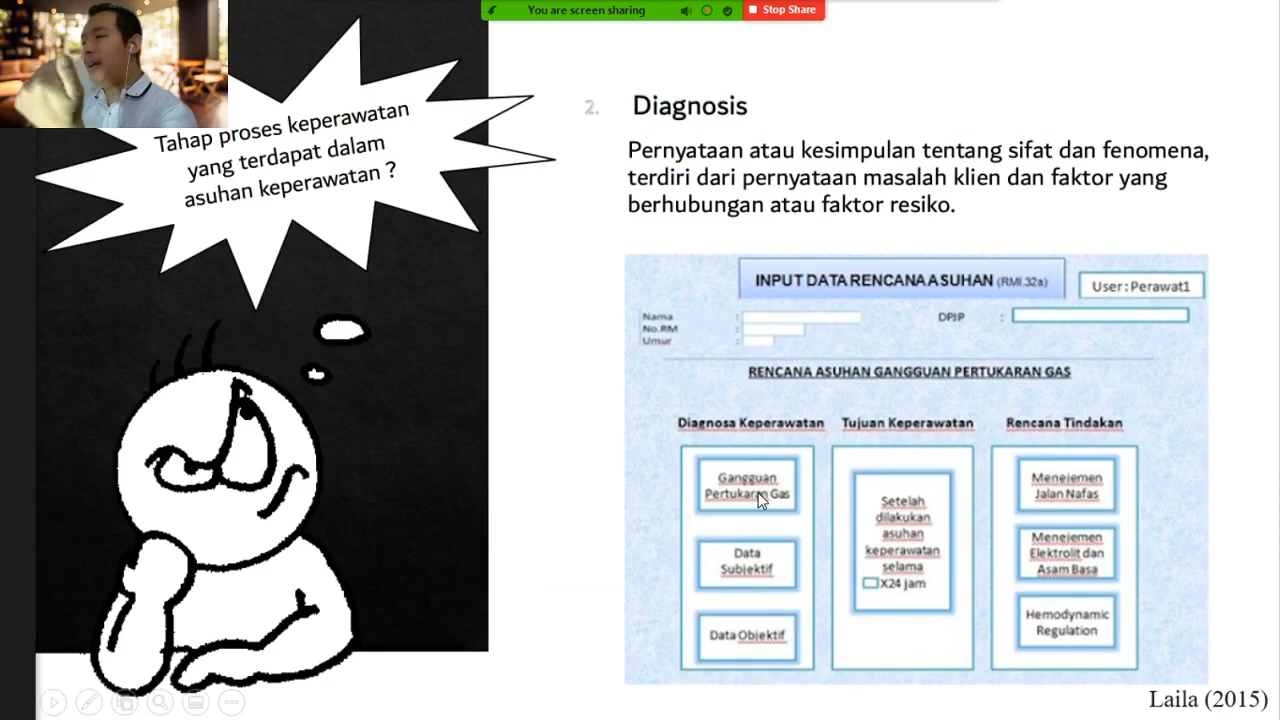 You are screen sharing
Stop Share
Tahap proses keperawatan
yang terdapat dalam
asuhan keperawatan ?
2. Diagnosis
Pernyataan atau kesimpulan tentang sifat dan fenomena,
terdiri dari pernyataan masalah klien dan faktor yang
berhubungan atau faktor resiko.
INPUT DATA RENCANA ASUHAN (RMI.32a)
User : Perawat1
Nama :
No.RM :
Umur :
DPJP :
RENCANA ASUHAN GANGGUAN PERTUKARAN GAS
Diagnosa Keperawatan
Gangguan
Pertukaran Gas
Data
Subjektif
Data Objektif
Tujuan Keperawatan
Setelah
dilakukan
asuhan
keperawatan
selama
X24 jam
Rencana Tindakan
Menejemen
Jalan Nafas
Menejemen
Elektrolit dan
Asam Basa
Hemodynamic
Regulation
Laila (2015)